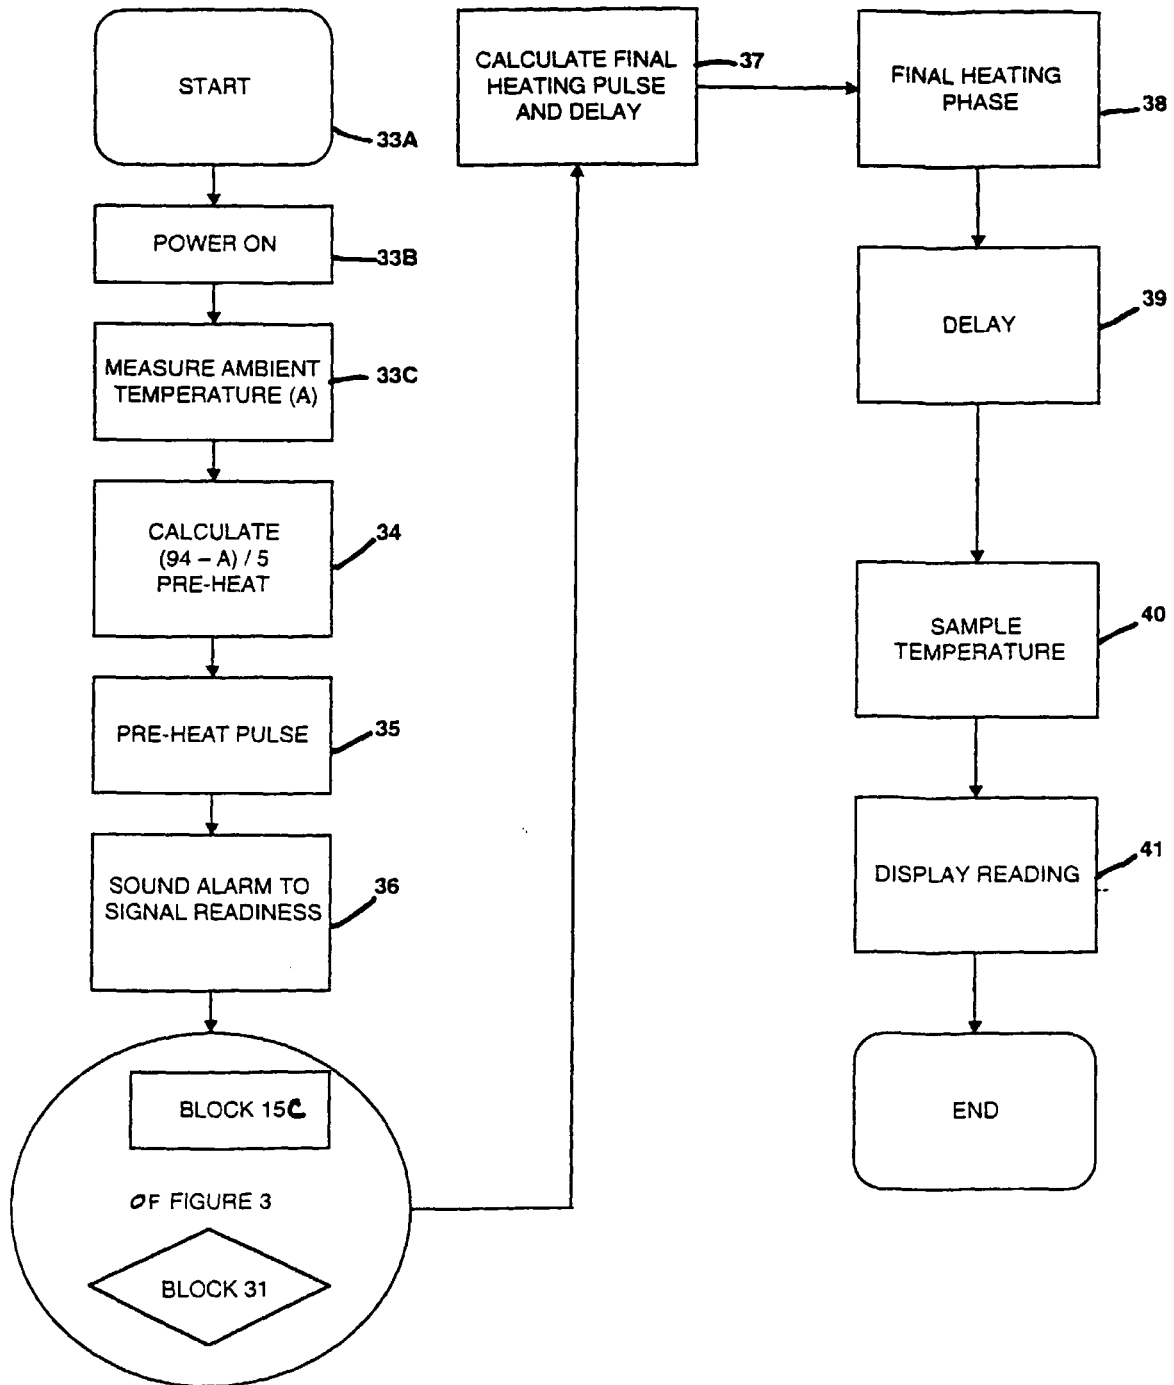 START
33A
POWER ON
33B
MEASURE AMBIENT
TEMPERATURE (A)
33C
CALCULATE
(94 – A) / 5
PRE-HEAT
34
PRE-HEAT PULSE
35
SOUND ALARM TO
SIGNAL READINESS
36
BLOCK 15C
OF FIGURE 3
BLOCK 31
CALCULATE FINAL
HEATING PULSE
AND DELAY
37
FINAL HEATING
PHASE
38
DELAY
39
SAMPLE
TEMPERATURE
40
DISPLAY READING
41
END